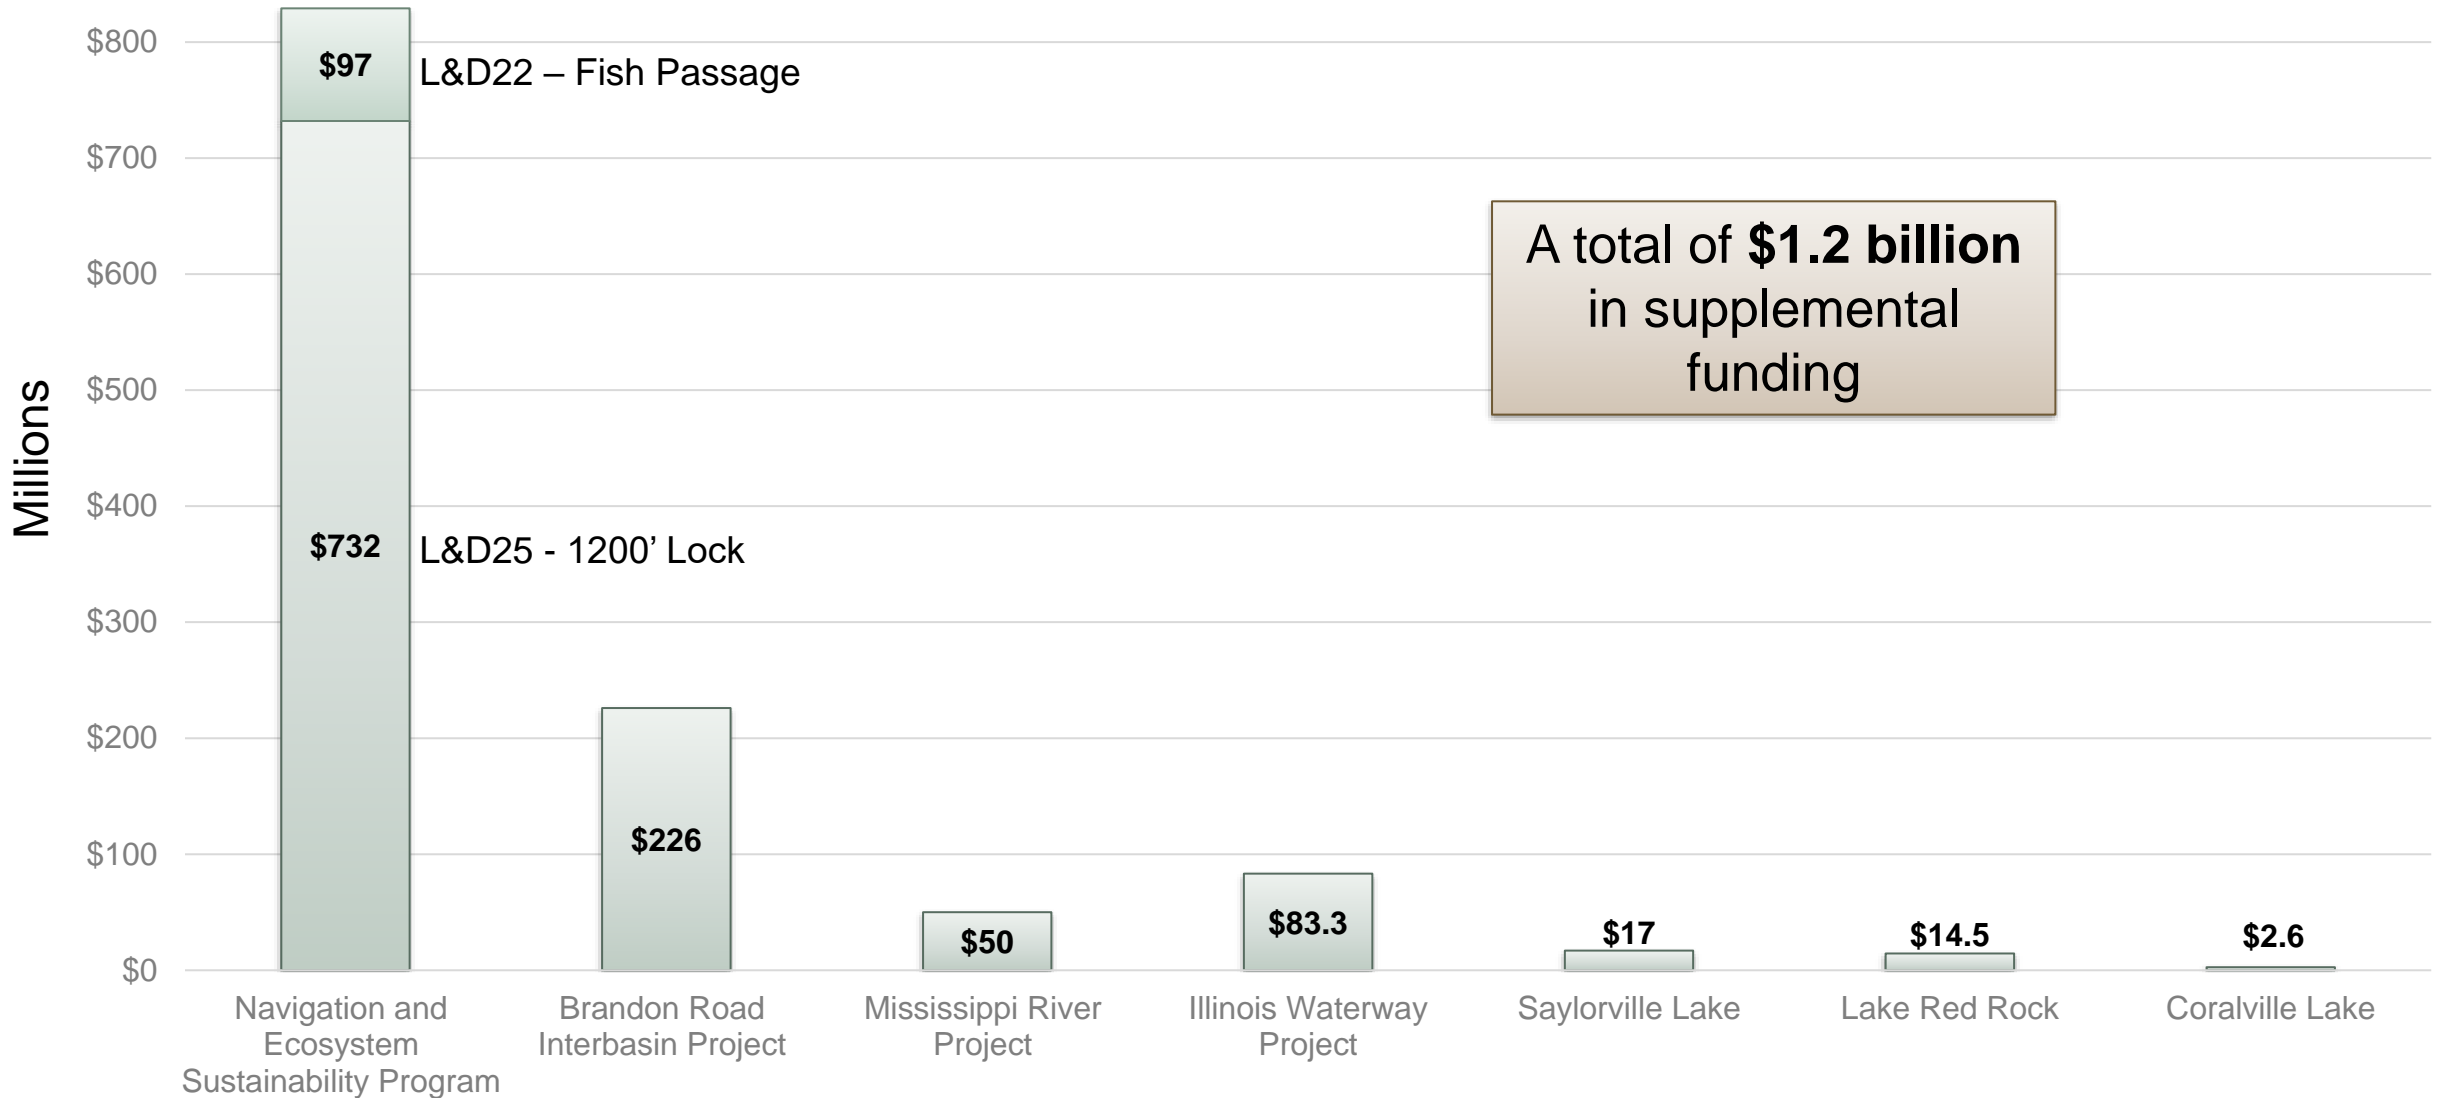 $800
$700
$600
$500
$400
$300
$200
$100
$0
Millions
$97
L&D22 – Fish Passage
$732
L&D25 - 1200’ Lock
A total of $1.2 billion
in supplemental
funding
$226
$50
$83.3
$17
$14.5
$2.6
Navigation and
Ecosystem
Sustainability Program
Brandon Road
Interbasin Project
Mississippi River
Project
Illinois Waterway
Project
Saylorville Lake
Lake Red Rock
Coralville Lake